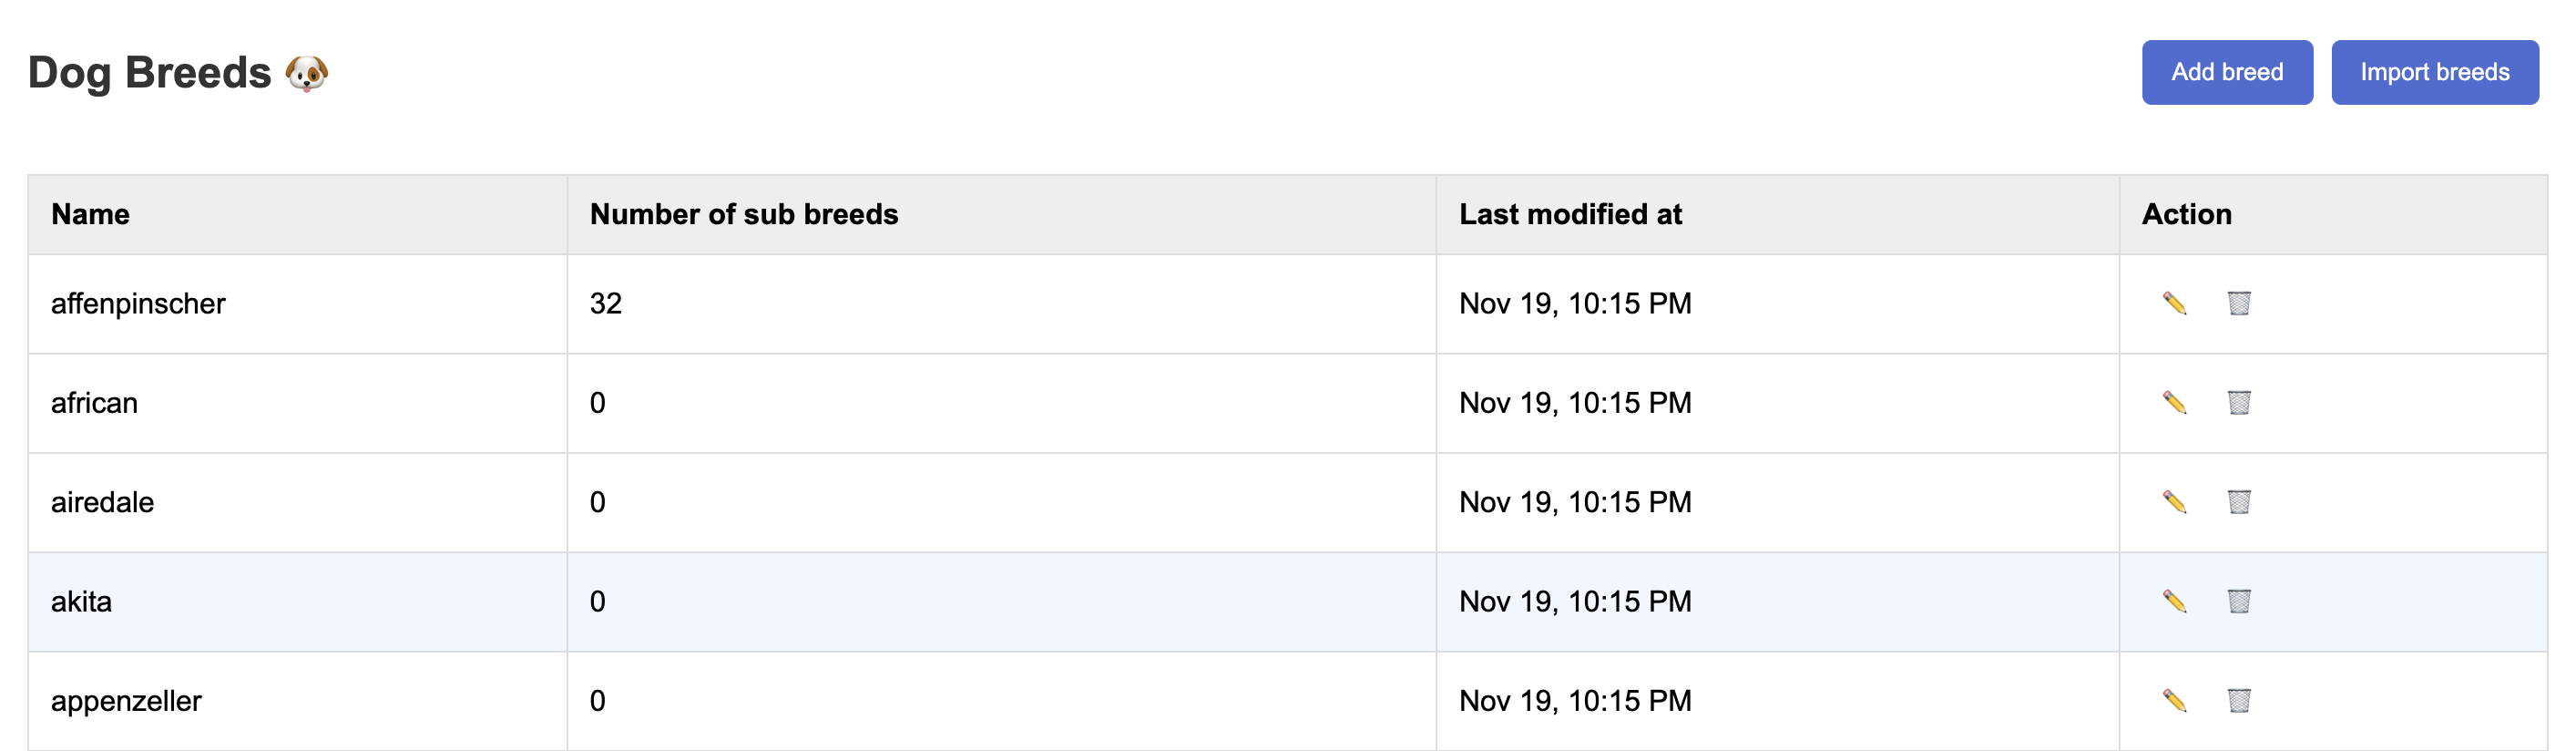 Dog Breeds 🐶
Add breed Import breeds
Name Number of sub breeds Last modified at Action
affenpinscher 32 Nov 19, 10:15 PM ✏️ 🗑️
african 0 Nov 19, 10:15 PM ✏️ 🗑️
airedale 0 Nov 19, 10:15 PM ✏️ 🗑️
akita 0 Nov 19, 10:15 PM ✏️ 🗑️
appenzeller 0 Nov 19, 10:15 PM ✏️ 🗑️